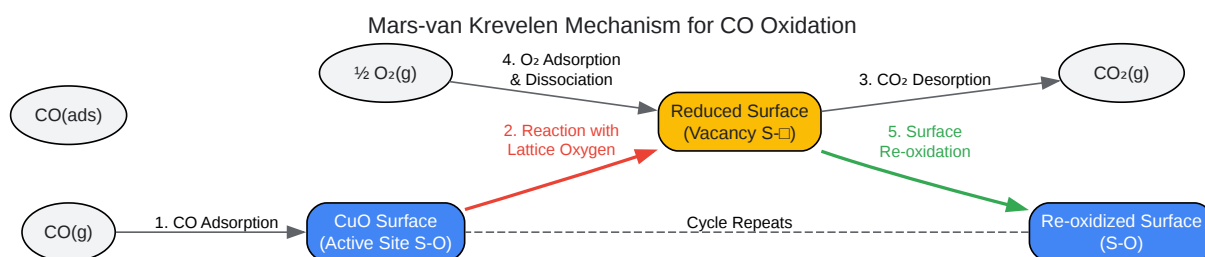 Mars-van Krevelen Mechanism for CO Oxidation
½ O₂(g)
4. O₂ Adsorption
& Dissociation
3. CO₂ Desorption
CO₂(g)
CO(ads)
Reduced Surface
(Vacancy S-□)
2. Reaction with
Lattice Oxygen
5. Surface
Re-oxidation
CO(g)
1. CO Adsorption
CuO Surface
(Active Site S-O)
Cycle Repeats
Re-oxidized Surface
(S-O)